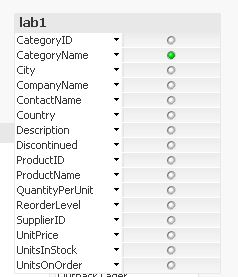 lab1
CategoryID
CategoryName
City
CompanyName
ContactName
Country
Description
Discontinued
ProductID
ProductName
QuantityPerUnit
ReorderLevel
SupplierID
UnitPrice
UnitsInStock
UnitsOnOrder